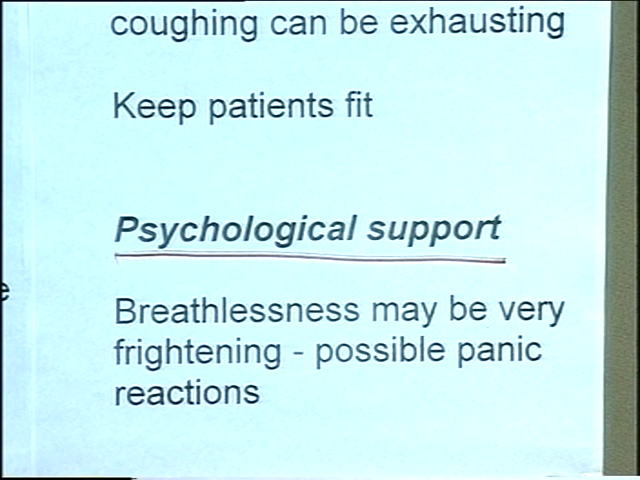 coughing can be exhausting
Keep patients fit
Psychological support
e
Breathlessness may be very
frightening - possible panic
reactions